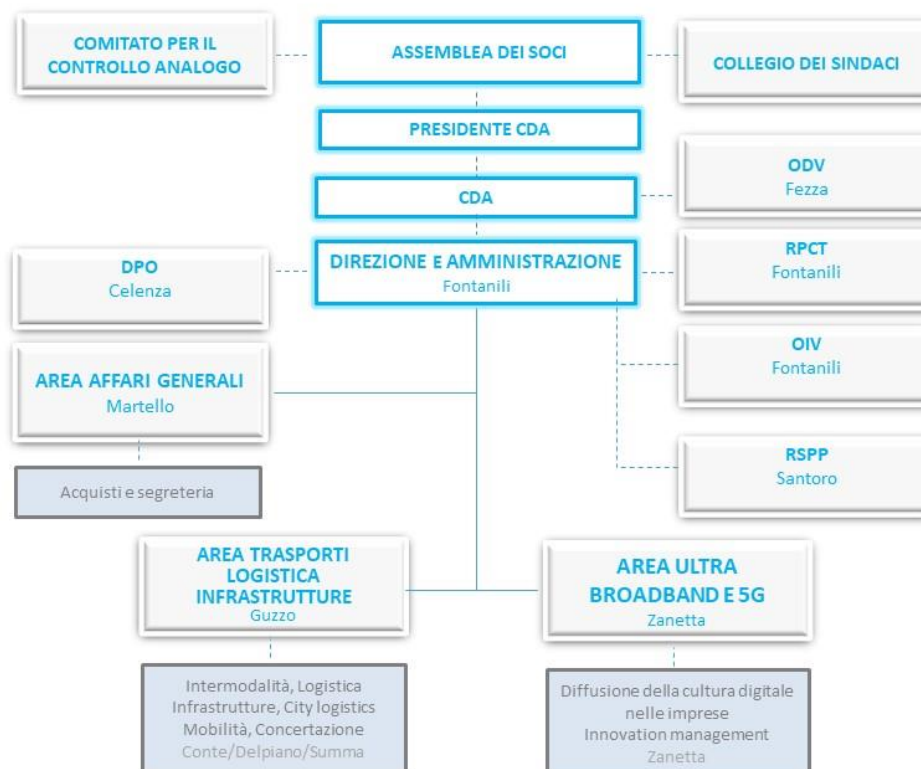 COMITATO PER IL
CONTROLLO ANALOGO
ASSEMBLEA DEI SOCI
COLLEGIO DEI SINDACI
PRESIDENTE CDA
CDA
ODV
Fezza
DIREZIONE E AMMINISTRAZIONE
Fontanili
DPO
Celenza
RPCT
Fontanili
AREA AFFARI GENERALI
Martello
OIV
Fontanili
Acquisti e segreteria
RSPP
Santoro
AREA TRASPORTI
LOGISTICA
INFRASTRUTTURE
Guzzo
AREA ULTRA
BROADBAND E 5G
Zanetta
Intermodalità, Logistica
Infrastrutture, City logistics
Mobilità, Concertazione
Conte/Delpiano/Summa
Diffusione della cultura digitale
nelle imprese
Innovation management
Zanetta